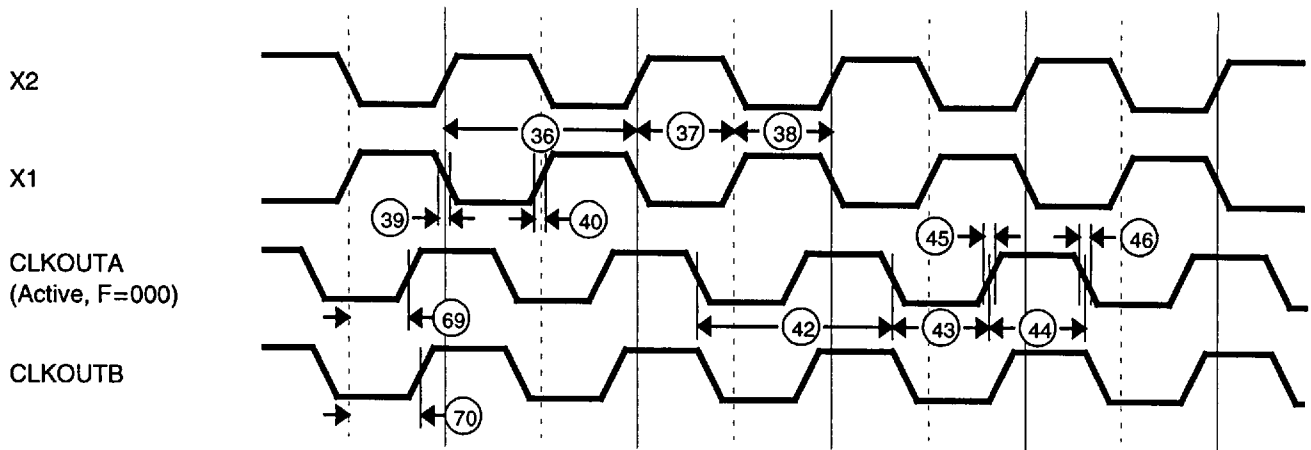 X2
36 37 38
X1
39 40
45 46
CLKOUTA
(Active, F=000)
69 42 43 44
CLKOUTB
70